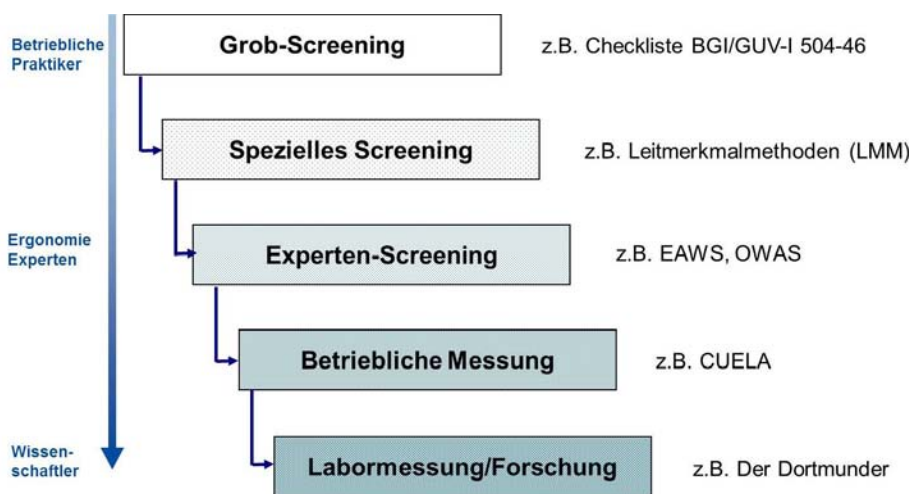 Betriebliche
Praktiker
Grob-Screening
z.B. Checkliste BGI/GUV-I 504-46
Spezielles Screening
z.B. Leitmerkmalmethoden (LMM)
Ergonomie
Experten
Experten-Screening
z.B. EAWS, OWAS
Betriebliche Messung
z.B. CUELA
Wissen-
schaftler
Labormessung/Forschung
z.B. Der Dortmunder